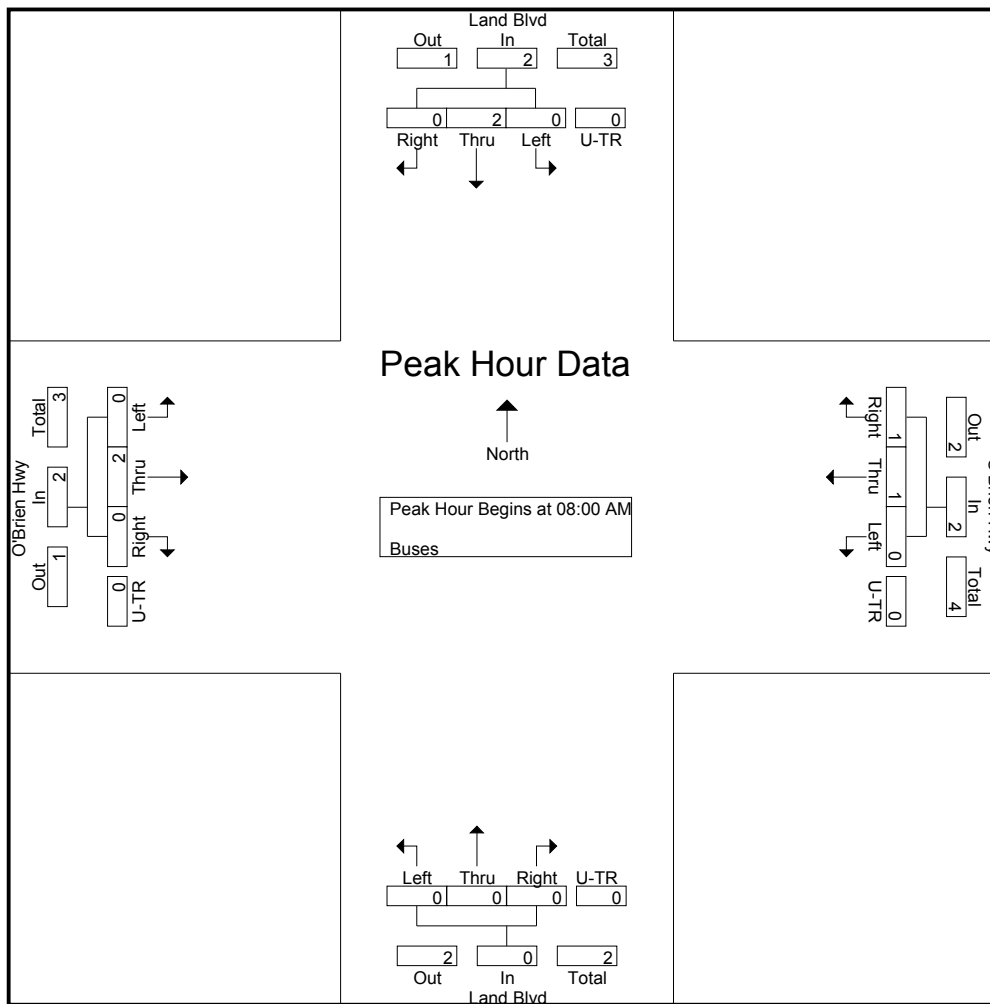 Land Blvd
Out In Total
1 2 3
0 2 0 0
Right Thru Left U-TR
Peak Hour Data
North
Peak Hour Begins at 08:00 AM
Buses
O'Brien Hwy
Total In Out
3 2 1
0 2 0 0
Left Thru Right U-TR
Right Thru Left U-TR
1 1 0 0
Out In Total
2 2 4
Left Thru Right U-TR
0 0 0 0
2 0 2
Out In Total
Land Blvd